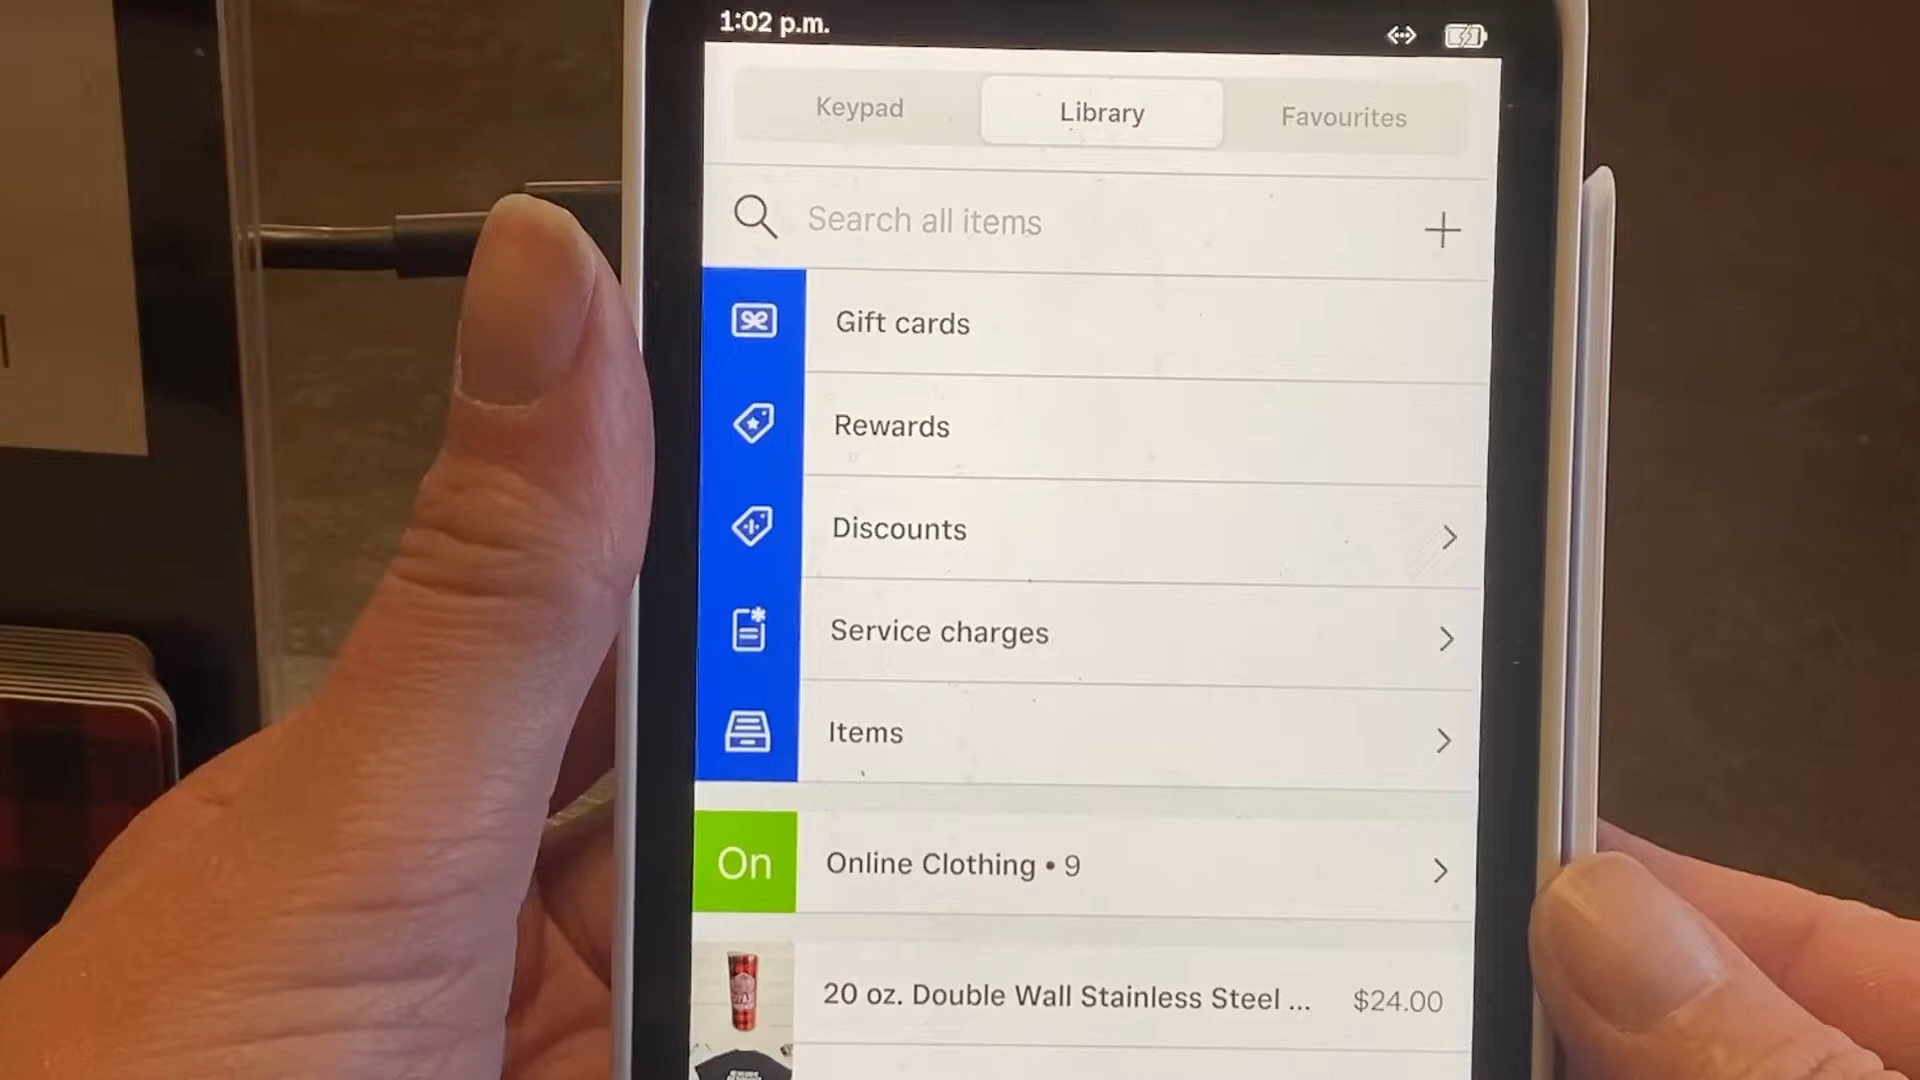 1:02 p.m.
Keypad
Library
Favourites
Search all items
Gift cards
Rewards
Discounts
Service charges
Items
On
Online Clothing • 9
20 oz. Double Wall Stainless Steel ... $24.00